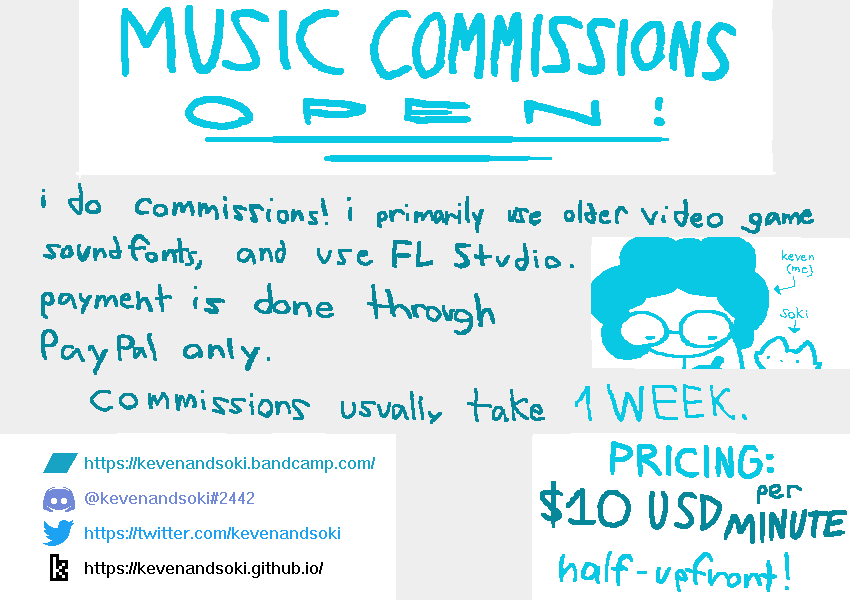 MUSIC COMMISSIONS
OPEN!
i do commissions! i primarily use older video game
soundfonts, and use FL Studio.
payment is done through
PayPal only.
commissions usually take 1 WEEK.
keven
(me)
soki
https://kevenandsoki.bandcamp.com/
@kevenandsoki#2442
https://twitter.com/kevenandsoki
https://kevenandsoki.github.io/
PRICING:
$10 USD per
MINUTE
half-upfront!